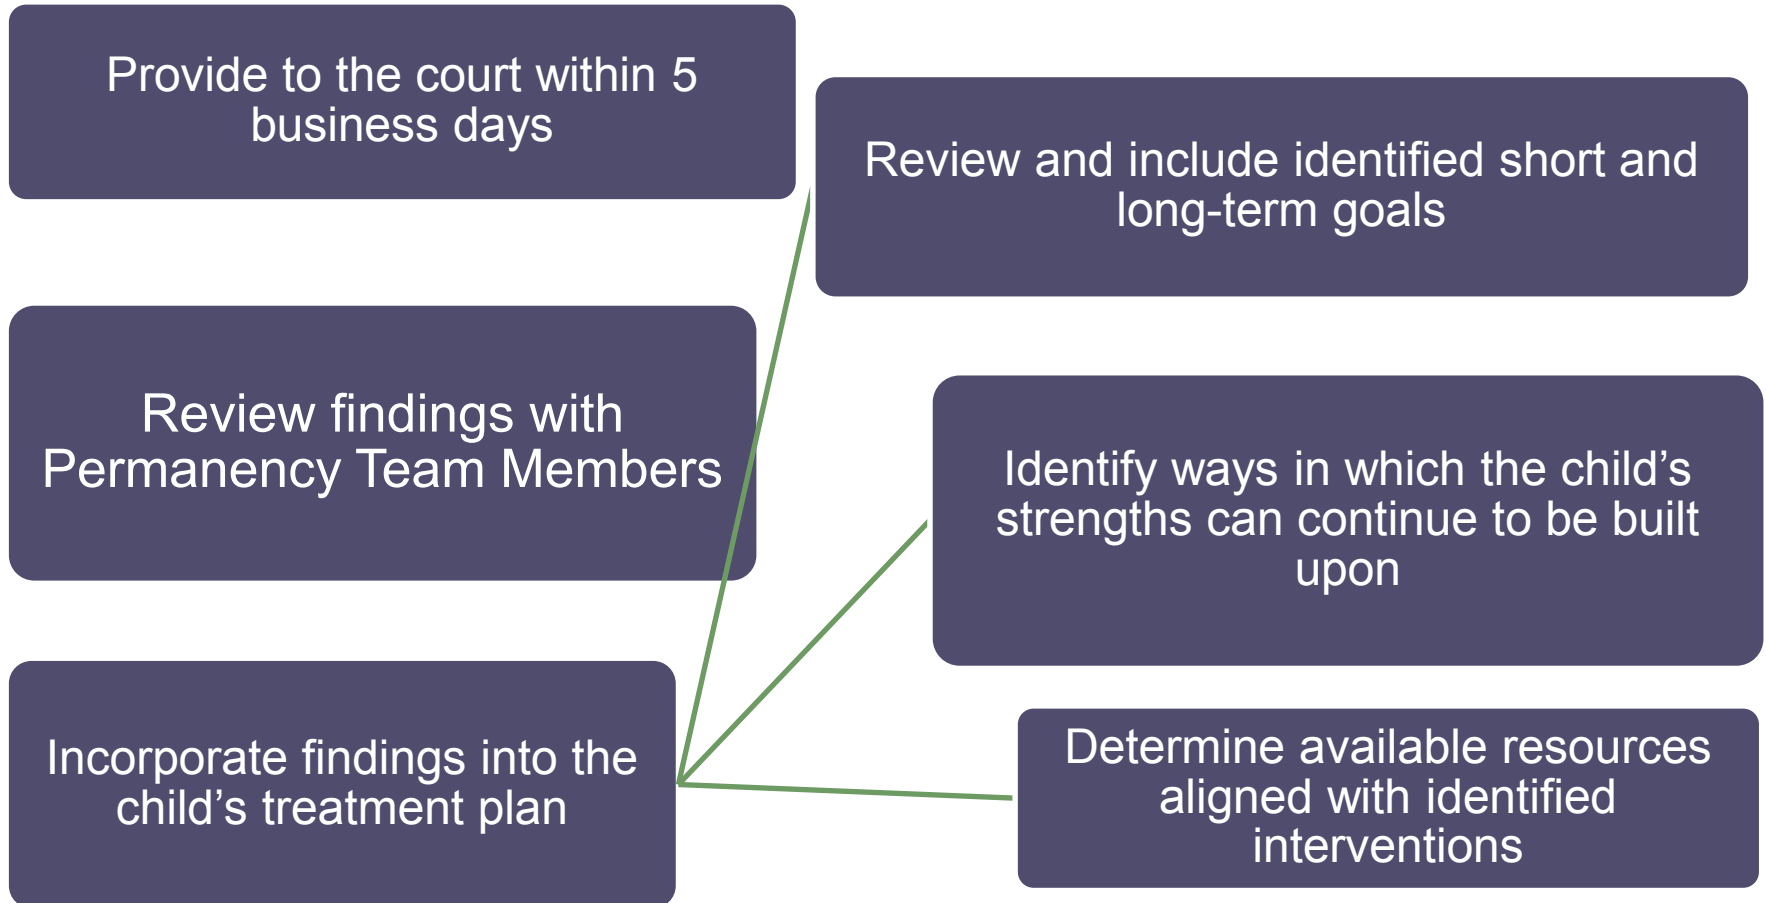 Provide to the court within 5
business days
Review findings with
Permanency Team Members
Incorporate findings into the
child’s treatment plan
Review and include identified short and
long-term goals
Identify ways in which the child’s
strengths can continue to be built
upon
Determine available resources
aligned with identified
interventions